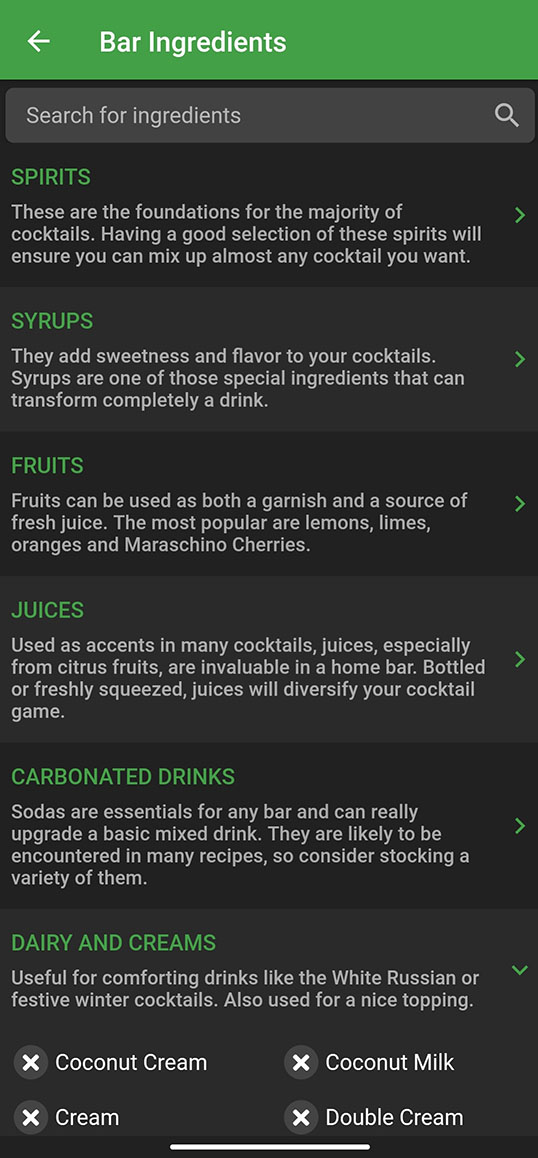 Bar Ingredients
Search for ingredients
SPIRITS
These are the foundations for the majority of
cocktails. Having a good selection of these spirits will
ensure you can mix up almost any cocktail you want.
SYRUPS
They add sweetness and flavor to your cocktails.
Syrups are one of those special ingredients that can
transform completely a drink.
FRUITS
Fruits can be used as both a garnish and a source of
fresh juice. The most popular are lemons, limes,
oranges and Maraschino Cherries.
JUICES
Used as accents in many cocktails, juices, especially
from citrus fruits, are invaluable in a home bar. Bottled
or freshly squeezed, juices will diversify your cocktail
game.
CARBONATED DRINKS
Sodas are essentials for any bar and can really
upgrade a basic mixed drink. They are likely to be
encountered in many recipes, so consider stocking a
variety of them.
DAIRY AND CREAMS
Useful for comforting drinks like the White Russian or
festive winter cocktails. Also used for a nice topping.
Coconut Cream Coconut Milk
Cream Double Cream